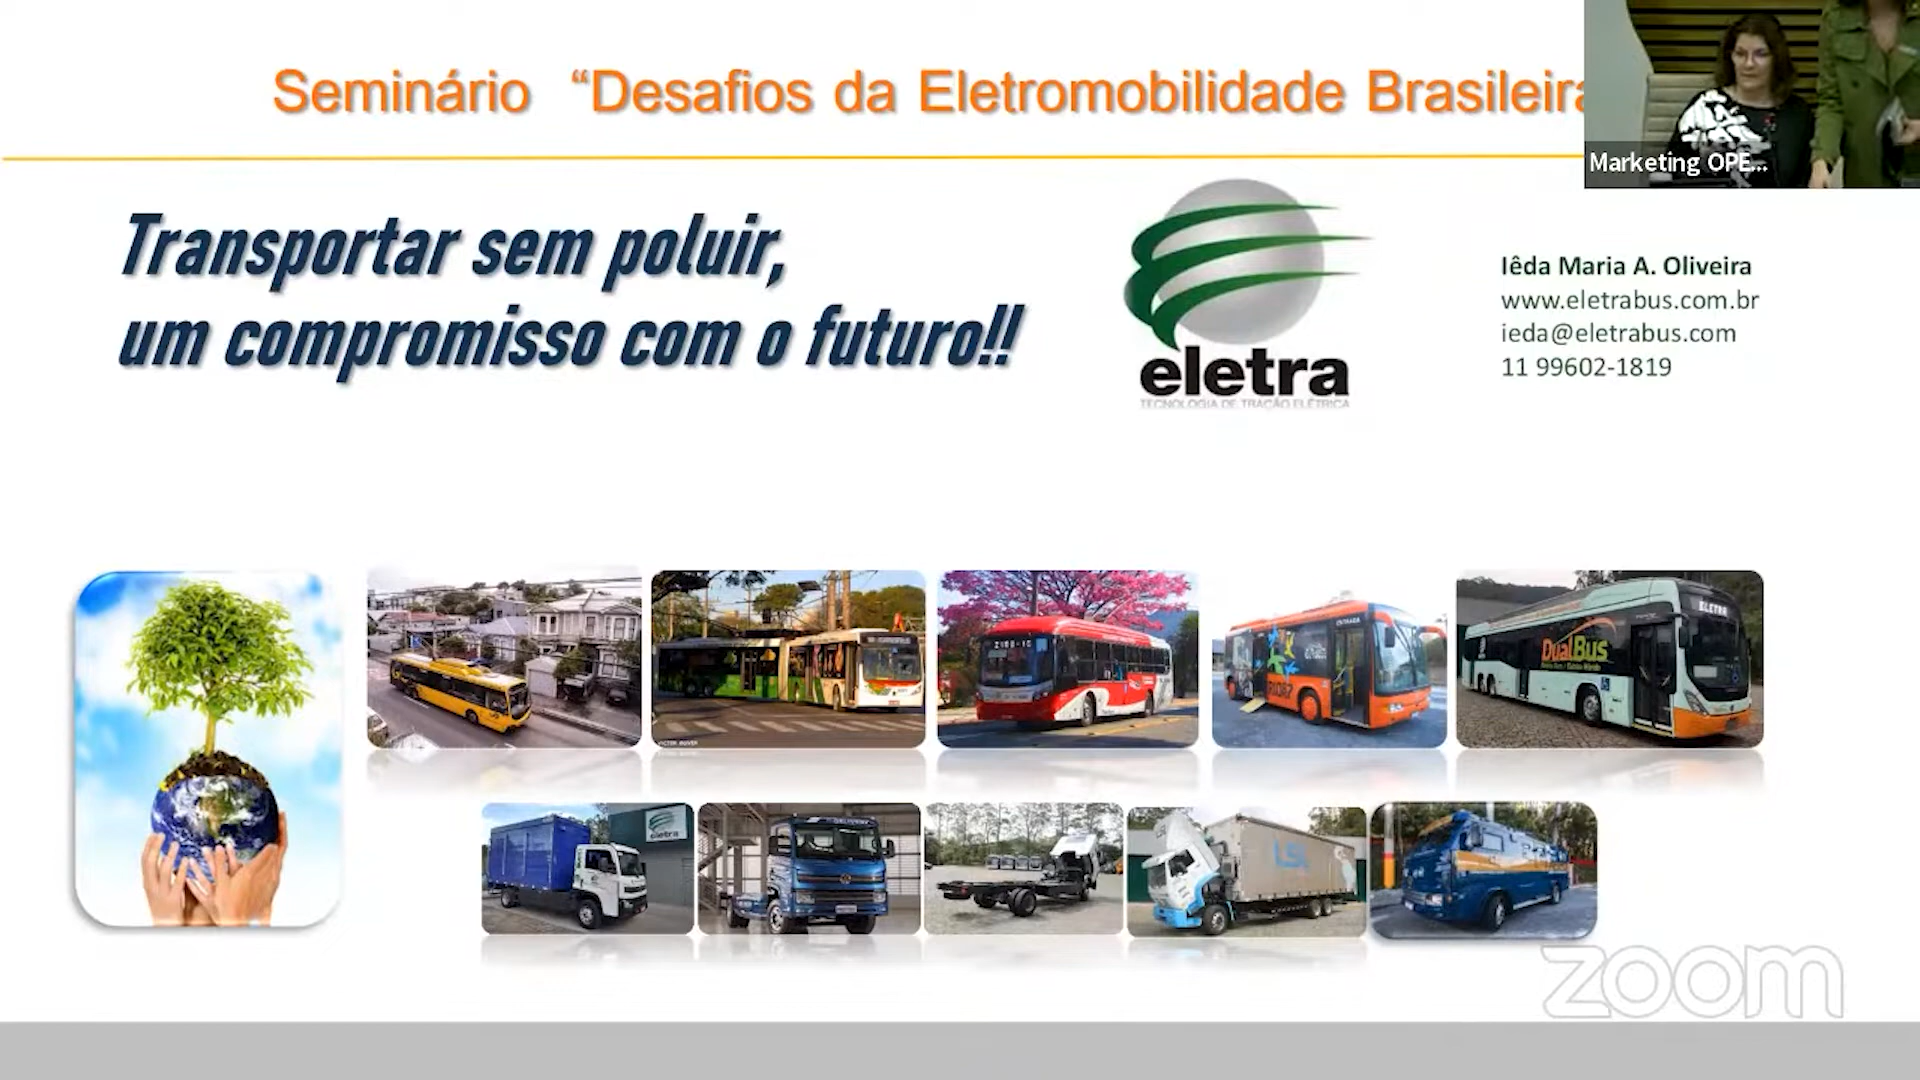 Seminário “Desafios da Eletromobilidade Brasileira
Marketing OPE...
Transportar sem poluir,
um compromisso com o futuro!!
eletra
TECNOLOGIA DE TRAÇÃO ELÉTRICA
Iêda Maria A. Oliveira
www.eletrabus.com.br
ieda@eletrabus.com
11 99602-1819
ELETRA
DualBus
eletra
LSL
zoom